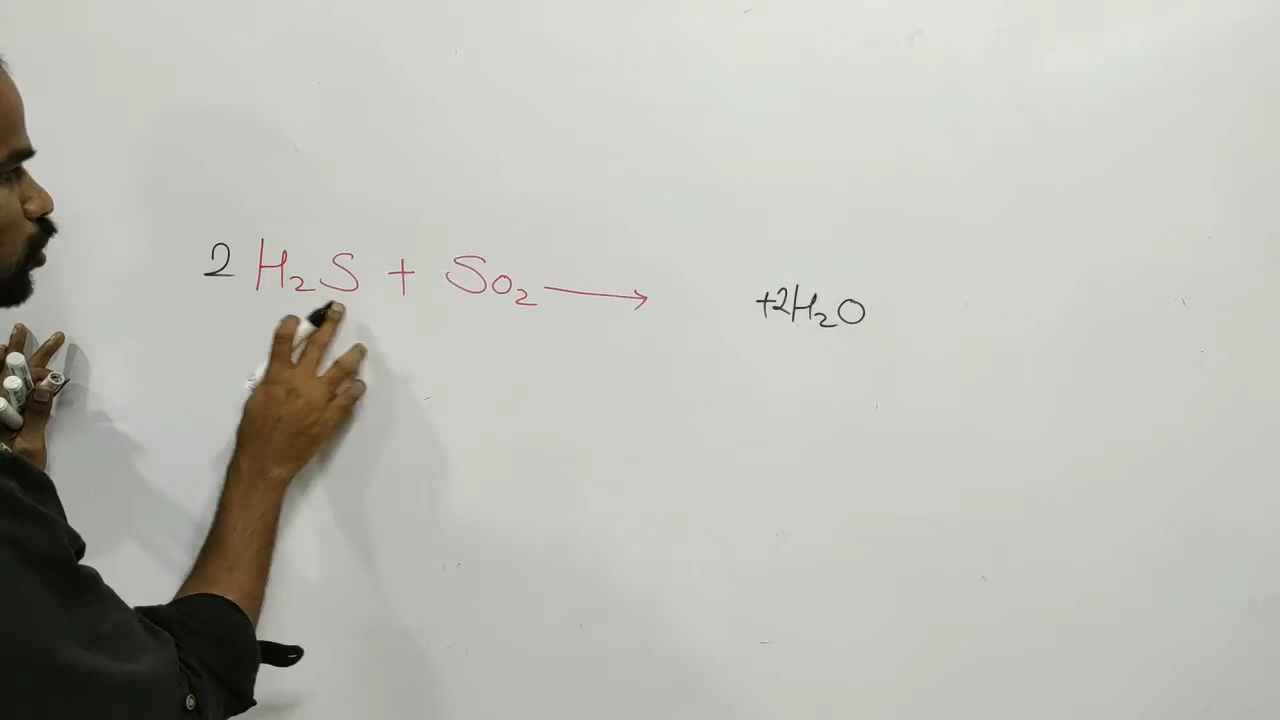 2 H₂S + SO₂ ⟶ +2H₂O